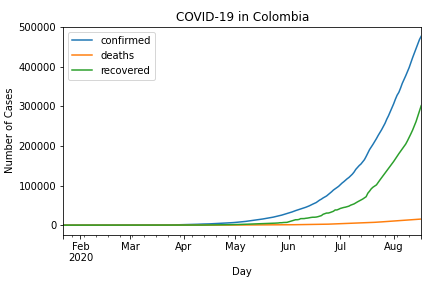 COVID-19 in Colombia
confirmed
deaths
recovered
500000
400000
300000
200000
100000
0
Number of Cases
Feb Mar Apr May Jun Jul Aug
2020
Day